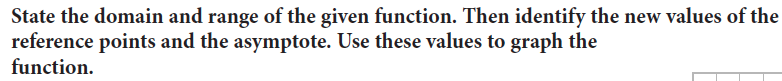 State the domain and range of the given function. Then identify the new values of the
reference points and the asymptote. Use these values to graph the
function.